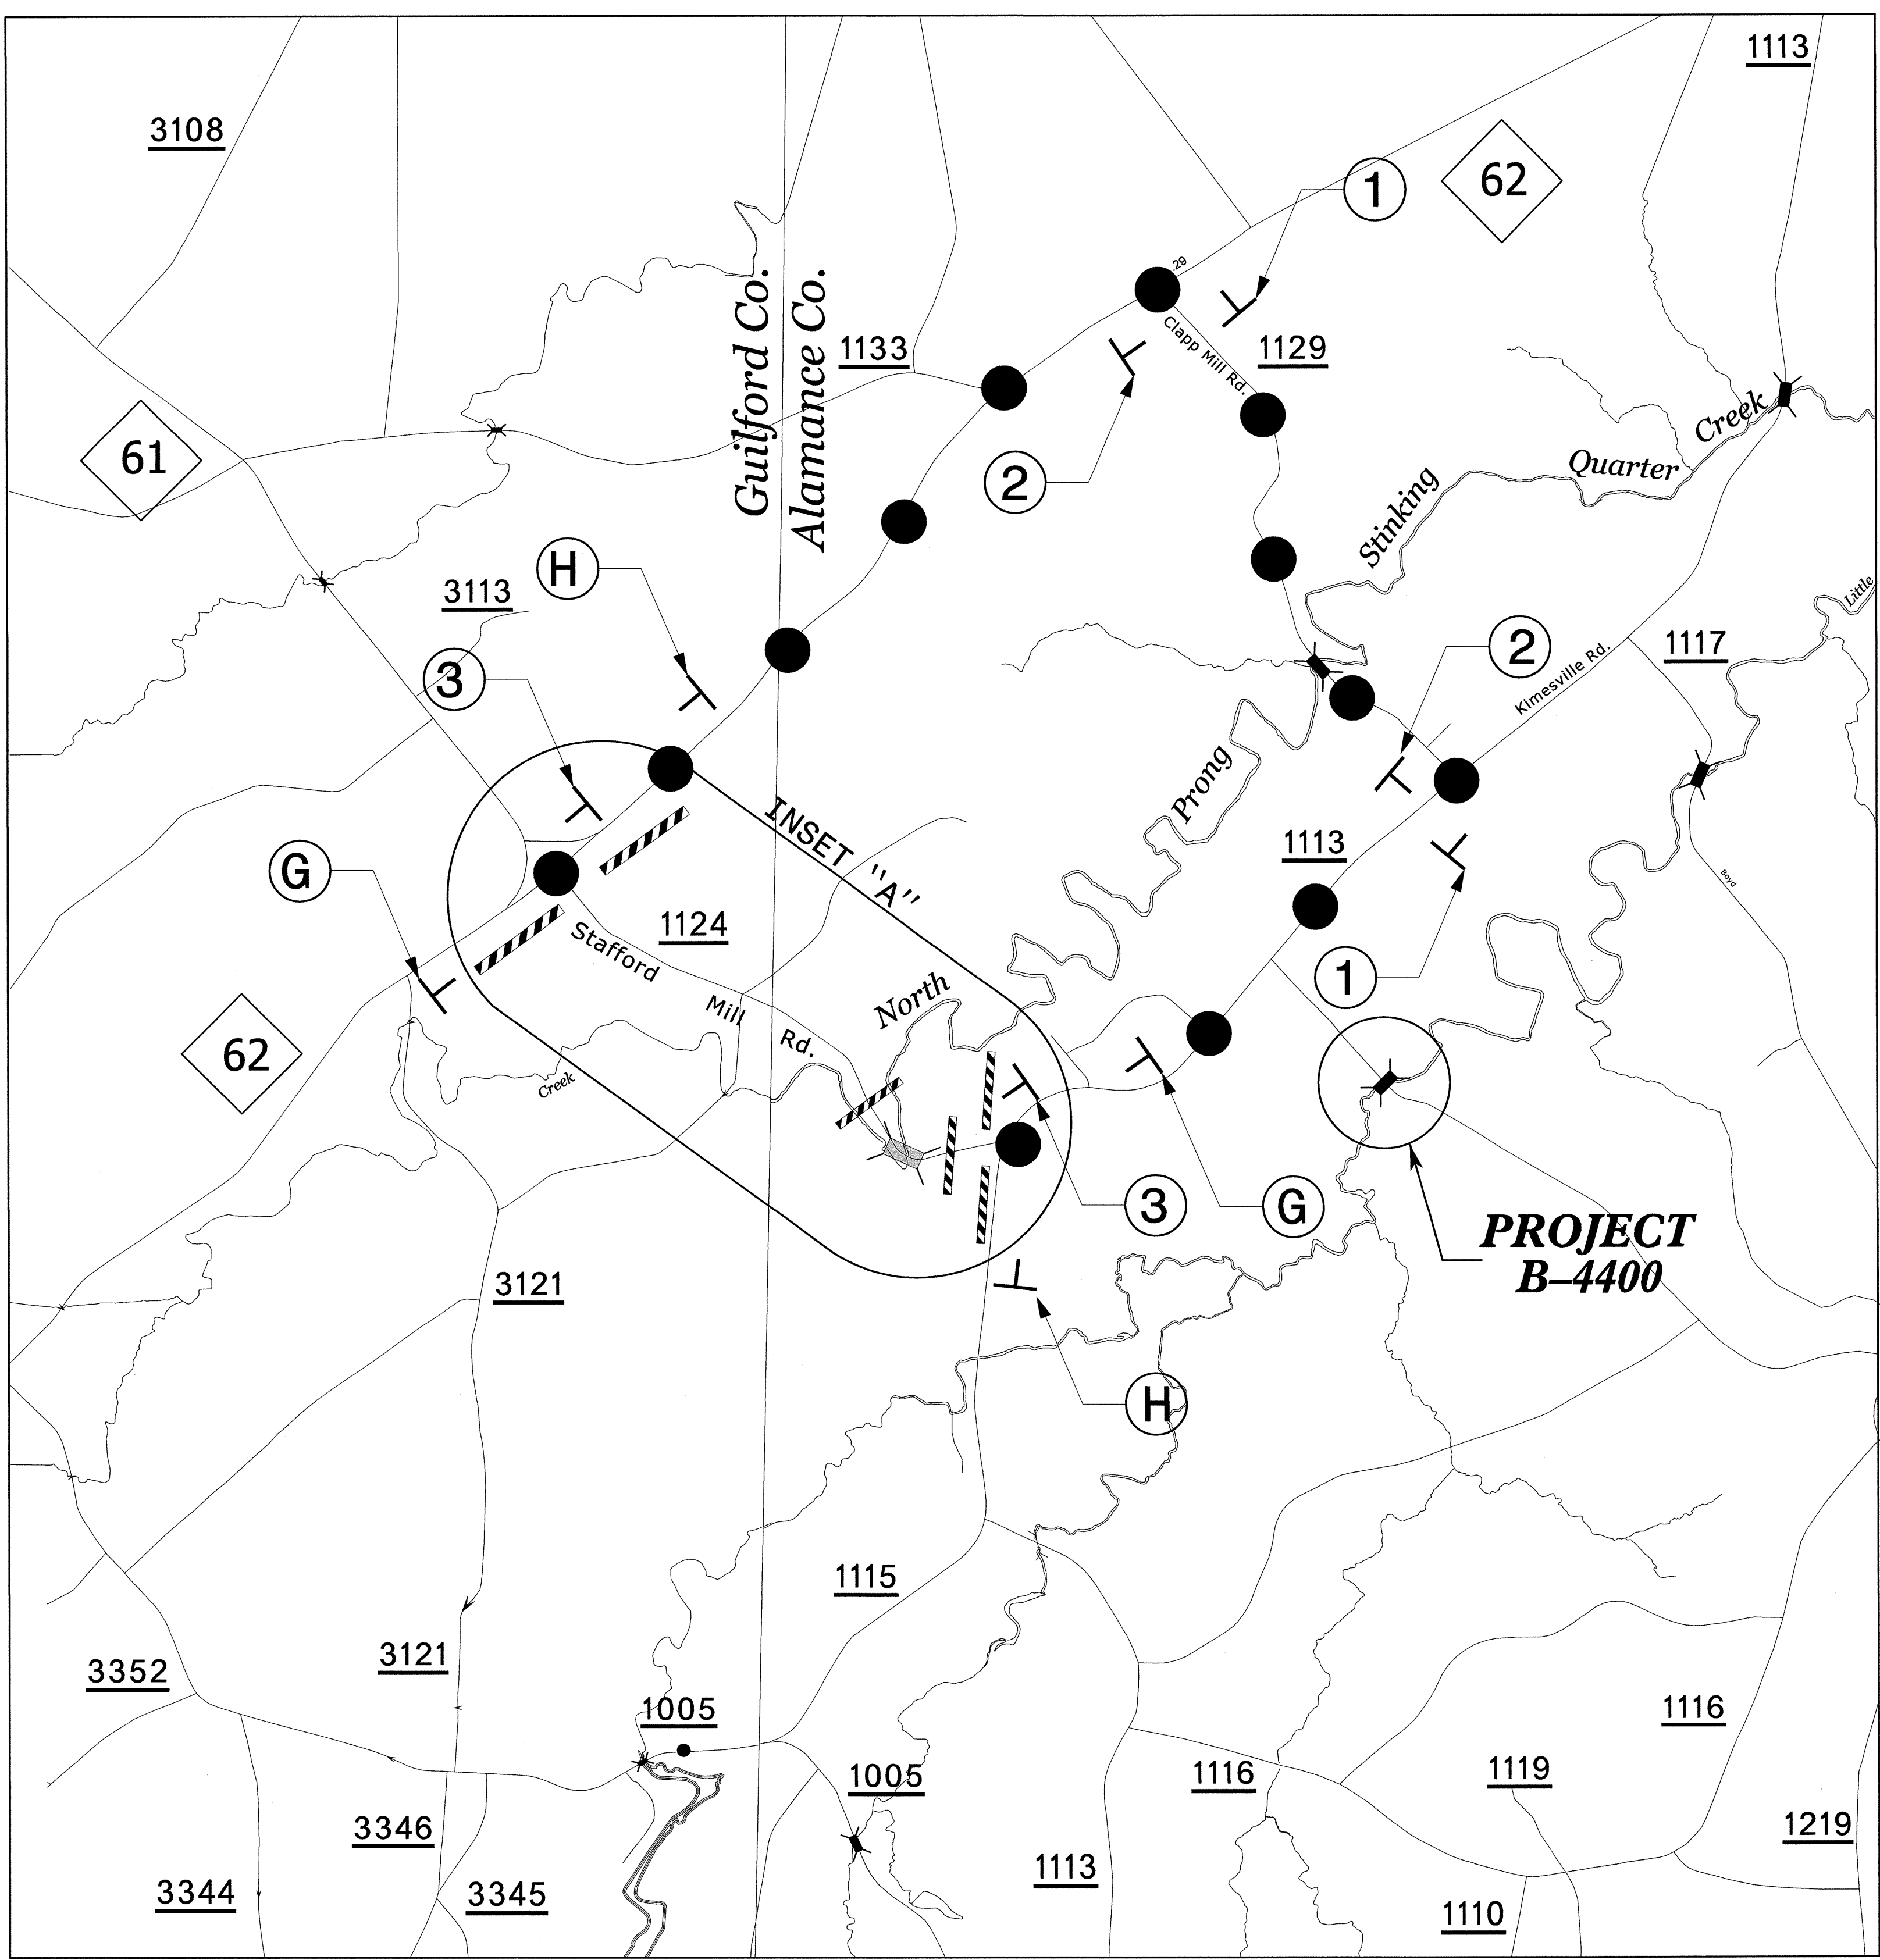 1113
3108
62
1
.29
Guilford Co.
Alamance Co.
1133
Clapp Mill Rd.
1129
Creek
61
2
Quarter
Stinking
H
3113
Little
3
2
1117
Kimesville Rd.
Prong
INSET "A"
1113
G
Boyd
1124
Stafford
Mill
Rd.
North
1
62
Creek
3
G
PROJECT
B–4400
3121
H
1115
3121
3352
1005
1116
1005
1116
1119
3346
1219
1113
3344
3345
1110